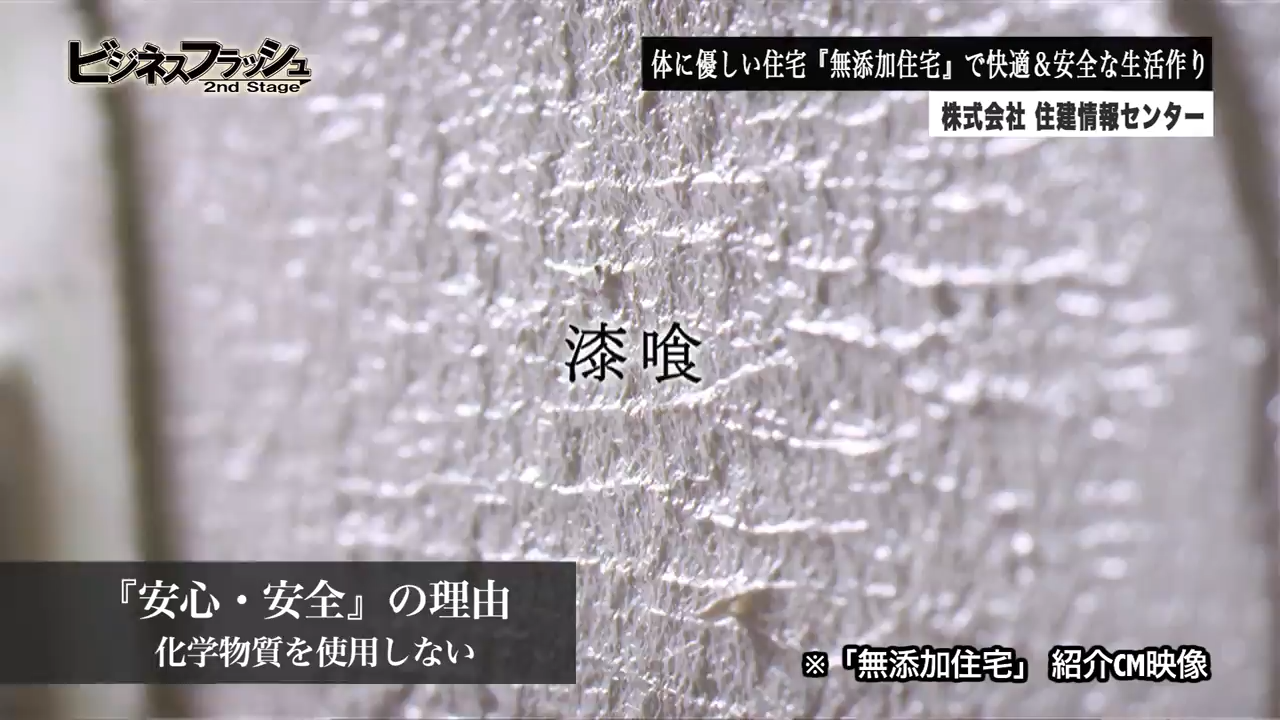 ビジネスフラッシュ
2nd Stage
体に優しい住宅『無添加住宅』で快適&安全な生活作り
株式会社 住建情報センター
漆喰
『安心・安全』の理由
化学物質を使用しない
※「無添加住宅」 紹介CM映像